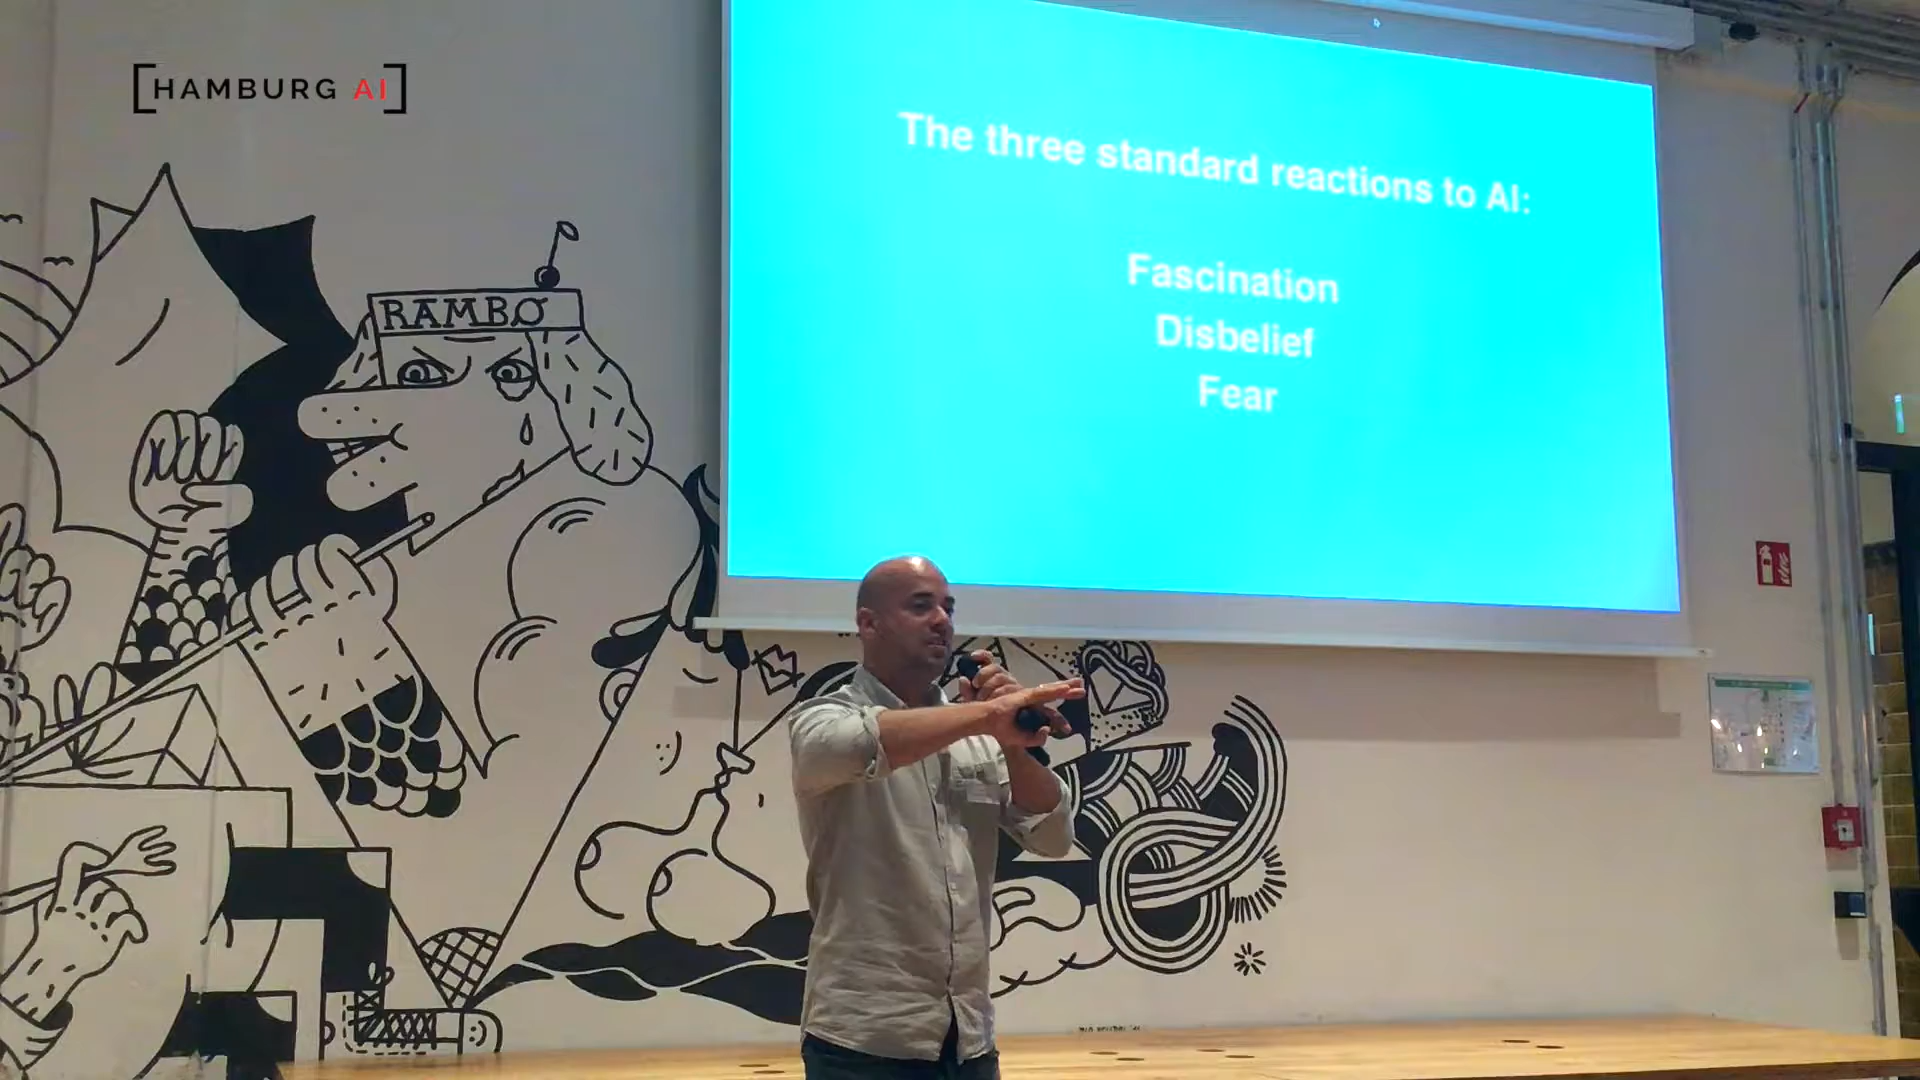 [HAMBURG AI]
The three standard reactions to AI:
Fascination
Disbelief
Fear
RAMBO